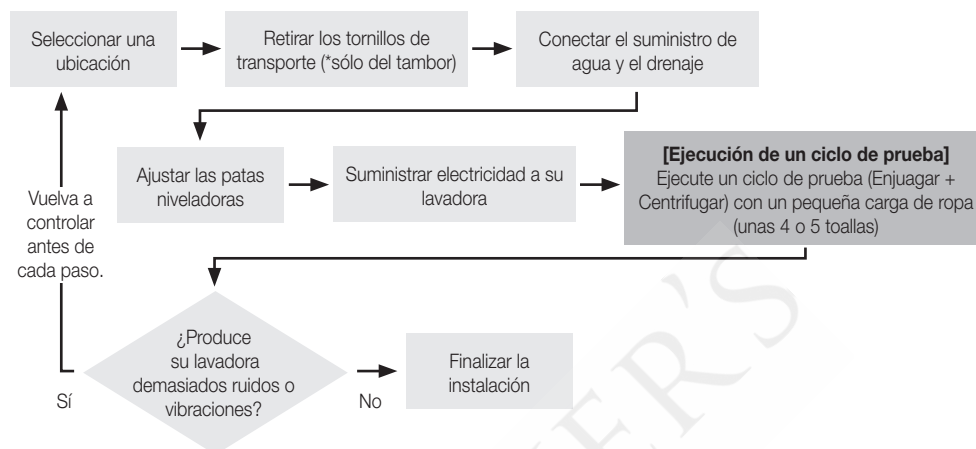 Seleccionar una
ubicación
Retirar los tornillos de
transporte (*sólo del tambor)
Conectar el suministro de
agua y el drenaje
Ajustar las patas
niveladoras
Suministrar electricidad a su
lavadora
[Ejecución de un ciclo de prueba]
Ejecute un ciclo de prueba (Enjuagar +
Centrifugar) con un pequeña carga de ropa
(unas 4 o 5 toallas)
Vuelva a
controlar
antes de
cada paso.
¿Produce
su lavadora
demasiados ruidos o
vibraciones?
Sí
No
Finalizar la
instalación